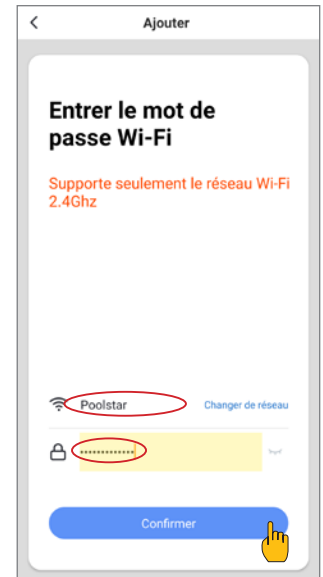 Ajouter
Entrer le mot de
passe Wi-Fi
Supporte seulement le réseau Wi-Fi
2.4Ghz
Poolstar Changer de réseau
•••••••••••••
Confirmer